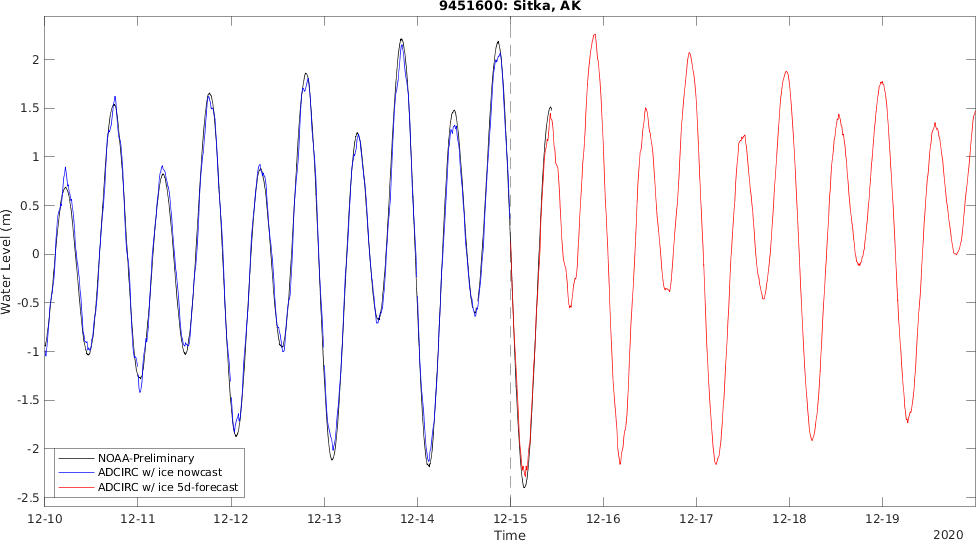 9451600: Sitka, AK
Water Level (m)
2
1.5
1
0.5
0
-0.5
-1
-1.5
-2
-2.5
NOAA-Preliminary
ADCIRC w/ ice nowcast
ADCIRC w/ ice 5d-forecast
12-10 12-11 12-12 12-13 12-14 12-15 12-16 12-17 12-18 12-19
Time
2020